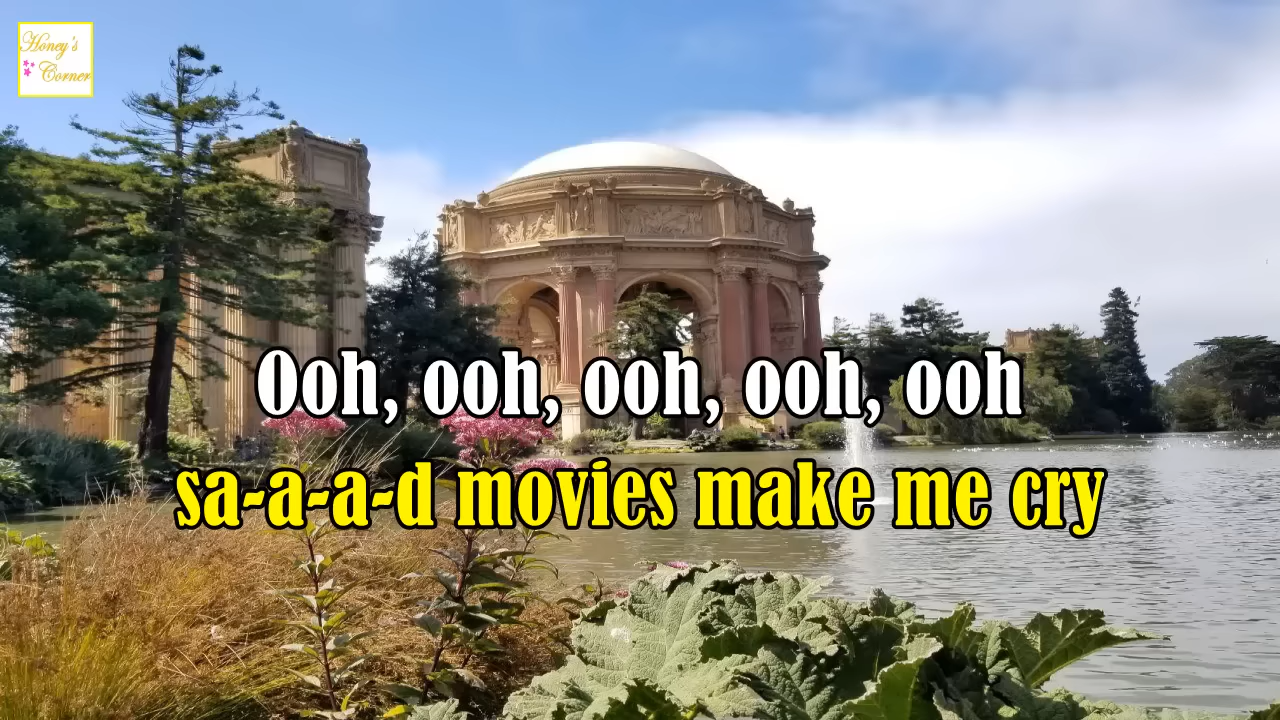 Honey's
Corner
Ooh, ooh, ooh, ooh, ooh
sa-a-a-d movies make me cry